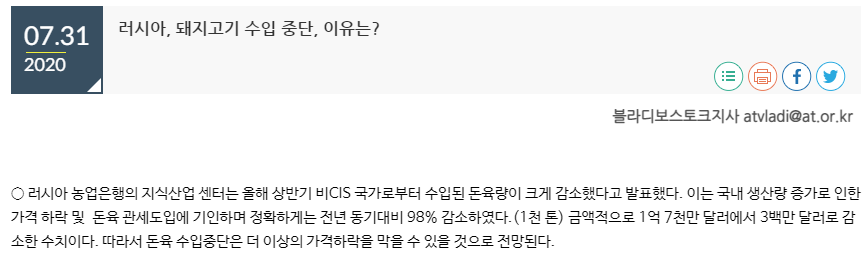 07.31
2020
러시아, 돼지고기 수입 중단, 이유는?
블라디보스토크지사 atvladi@at.or.kr
○ 러시아 농업은행의 지식산업 센터는 올해 상반기 비CIS 국가로부터 수입된 돈육량이 크게 감소했다고 발표했다. 이는 국내 생산량 증가로 인한
가격 하락 및 돈육 관세도입에 기인하며 정확하게는 전년 동기대비 98% 감소하였다.(1천 톤) 금액적으로 1억 7천만 달러에서 3백만 달러로 감
소한 수치이다. 따라서 돈육 수입중단은 더 이상의 가격하락을 막을 수 있을 것으로 전망된다.